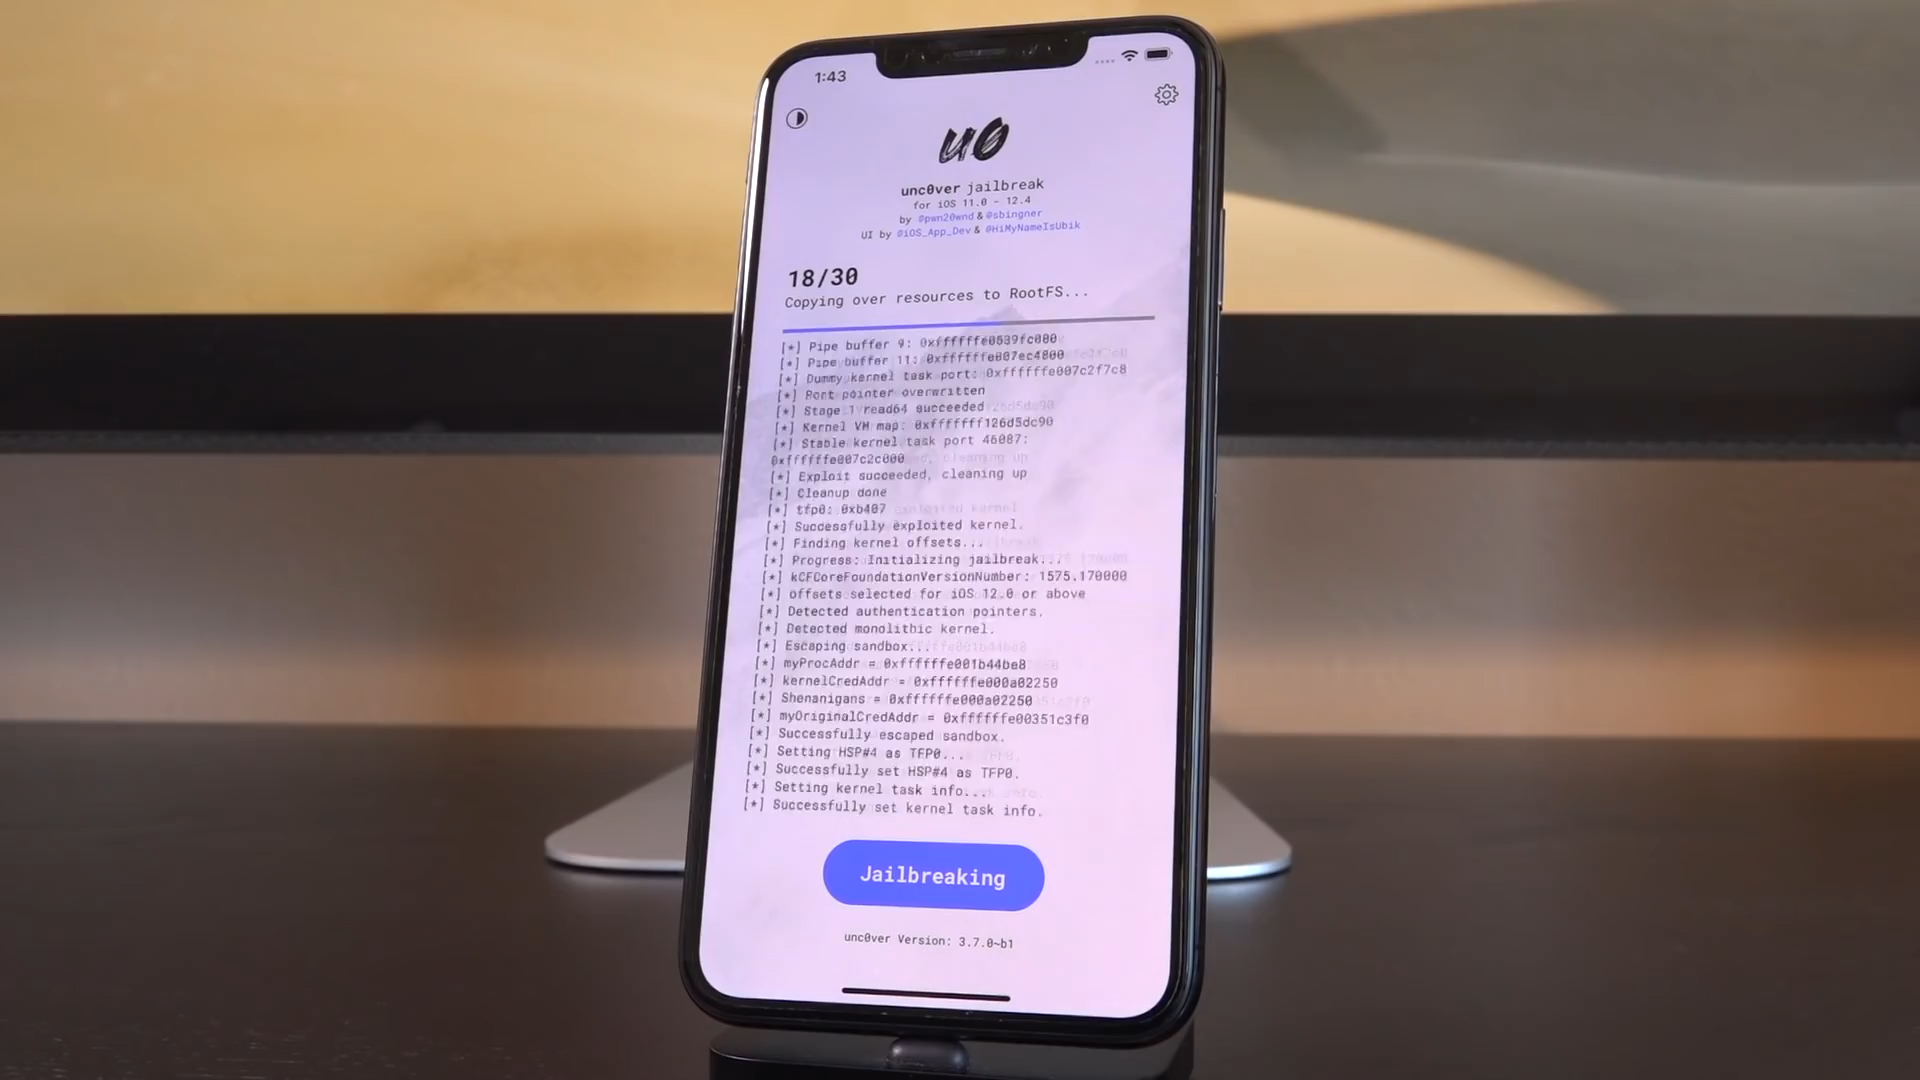 1:43
u0
unc0ver jailbreak
for iOS 11.0 - 12.4
by @pwn20wnd & @sbingner
UI by @iOS_App_Dev & @HiMyNameIsUbik
18/30
Copying over resources to RootFS...
[*] Pipe buffer 9: 0xffffffe0639fc000
[*] Pipe buffer 11: 0xffffffe007ec4800
[*] Dummy kernel task port: 0xffffffe007c2f7c8
[*] Port pointer overwritten
[*] Stage 1 read64 succeeded
[*] Kernel VM map: 0xfffffff126d5dc90
[*] Stable kernel task port 46087:
0xffffffe007c2c000
[*] Exploit succeeded, cleaning up
[*] Cleanup done
[*] tfp0: 0xb407
[*] Successfully exploited kernel.
[*] Finding kernel offsets...
[*] Progress: Initializing jailbreak...
[*] kCFCoreFoundationVersionNumber: 1575.170000
[*] offsets selected for iOS 12.0 or above
[*] Detected authentication pointers.
[*] Detected monolithic kernel.
[*] Escaping sandbox...
[*] myProcAddr = 0xffffffe001b44be8
[*] kernelCredAddr = 0xffffffe000a02250
[*] Shenanigans = 0xffffffe000a02250
[*] myOriginalCredAddr = 0xffffffe00351c3f0
[*] Successfully escaped sandbox.
[*] Setting HSP#4 as TFP0...
[*] Successfully set HSP#4 as TFP0.
[*] Setting kernel task info...
[*] Successfully set kernel task info.
Jailbreaking
unc0ver Version: 3.7.0~b1